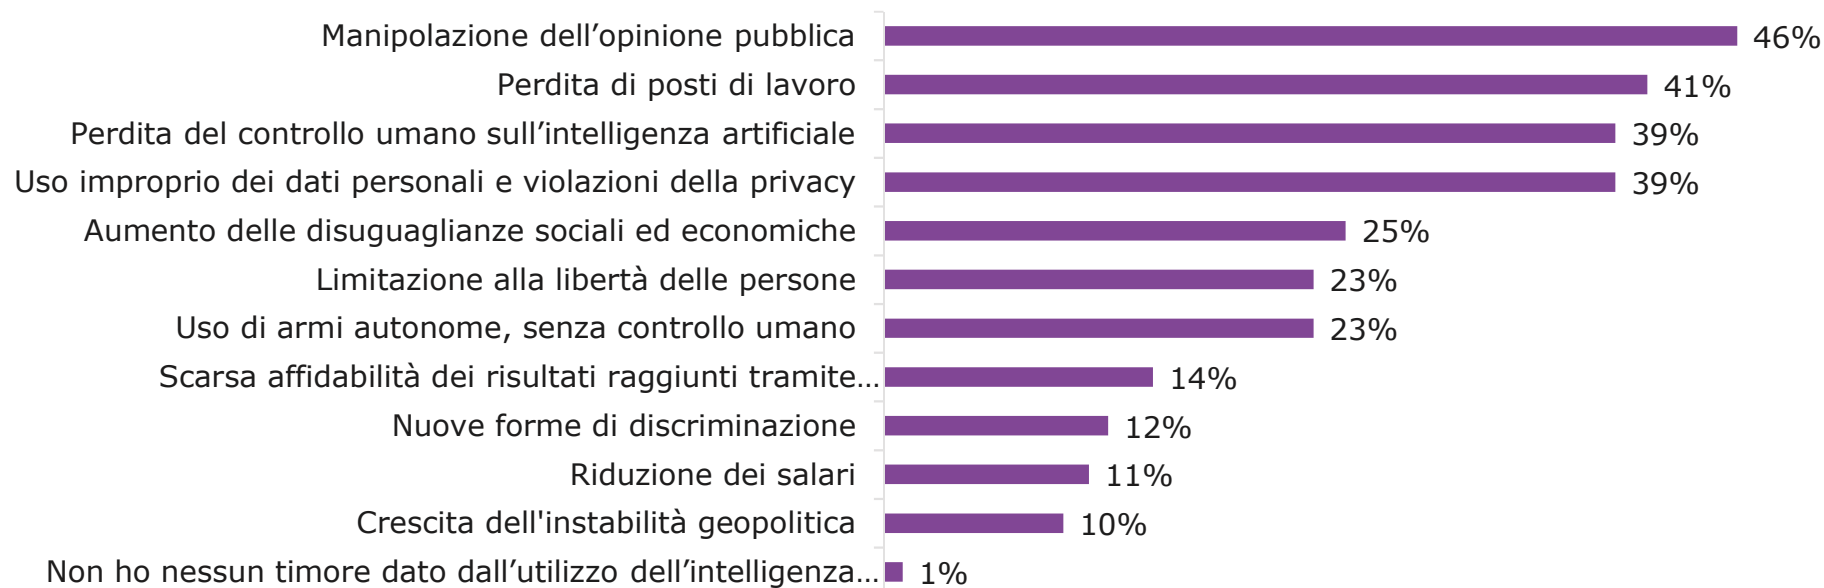 Manipolazione dell’opinione pubblica 46%
Perdita di posti di lavoro 41%
Perdita del controllo umano sull’intelligenza artificiale 39%
Uso improprio dei dati personali e violazioni della privacy 39%
Aumento delle disuguaglianze sociali ed economiche 25%
Limitazione alla libertà delle persone 23%
Uso di armi autonome, senza controllo umano 23%
Scarsa affidabilità dei risultati raggiunti tramite… 14%
Nuove forme di discriminazione 12%
Riduzione dei salari 11%
Crescita dell'instabilità geopolitica 10%
Non ho nessun timore dato dall’utilizzo dell’intelligenza… 1%